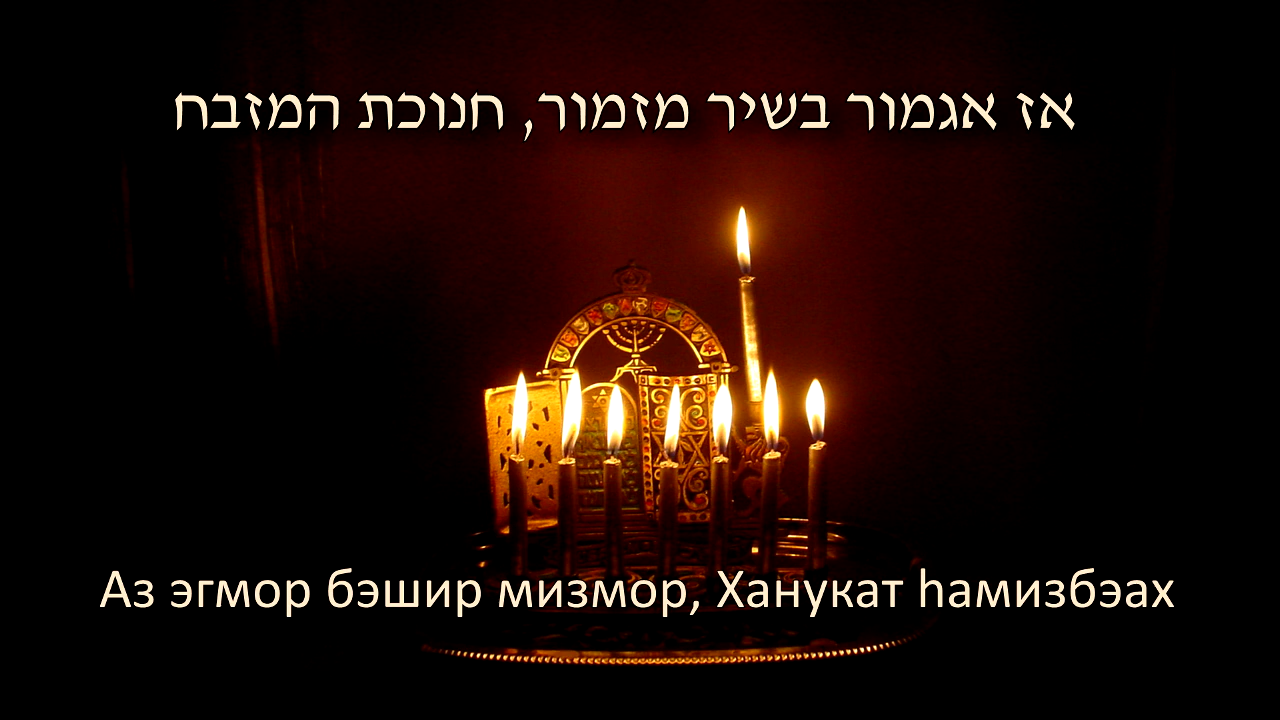 אז אגמור בשיר מזמור, חנוכת המזבח
Аз эгмор бэшир мизмор, Ханукат hамизбэах